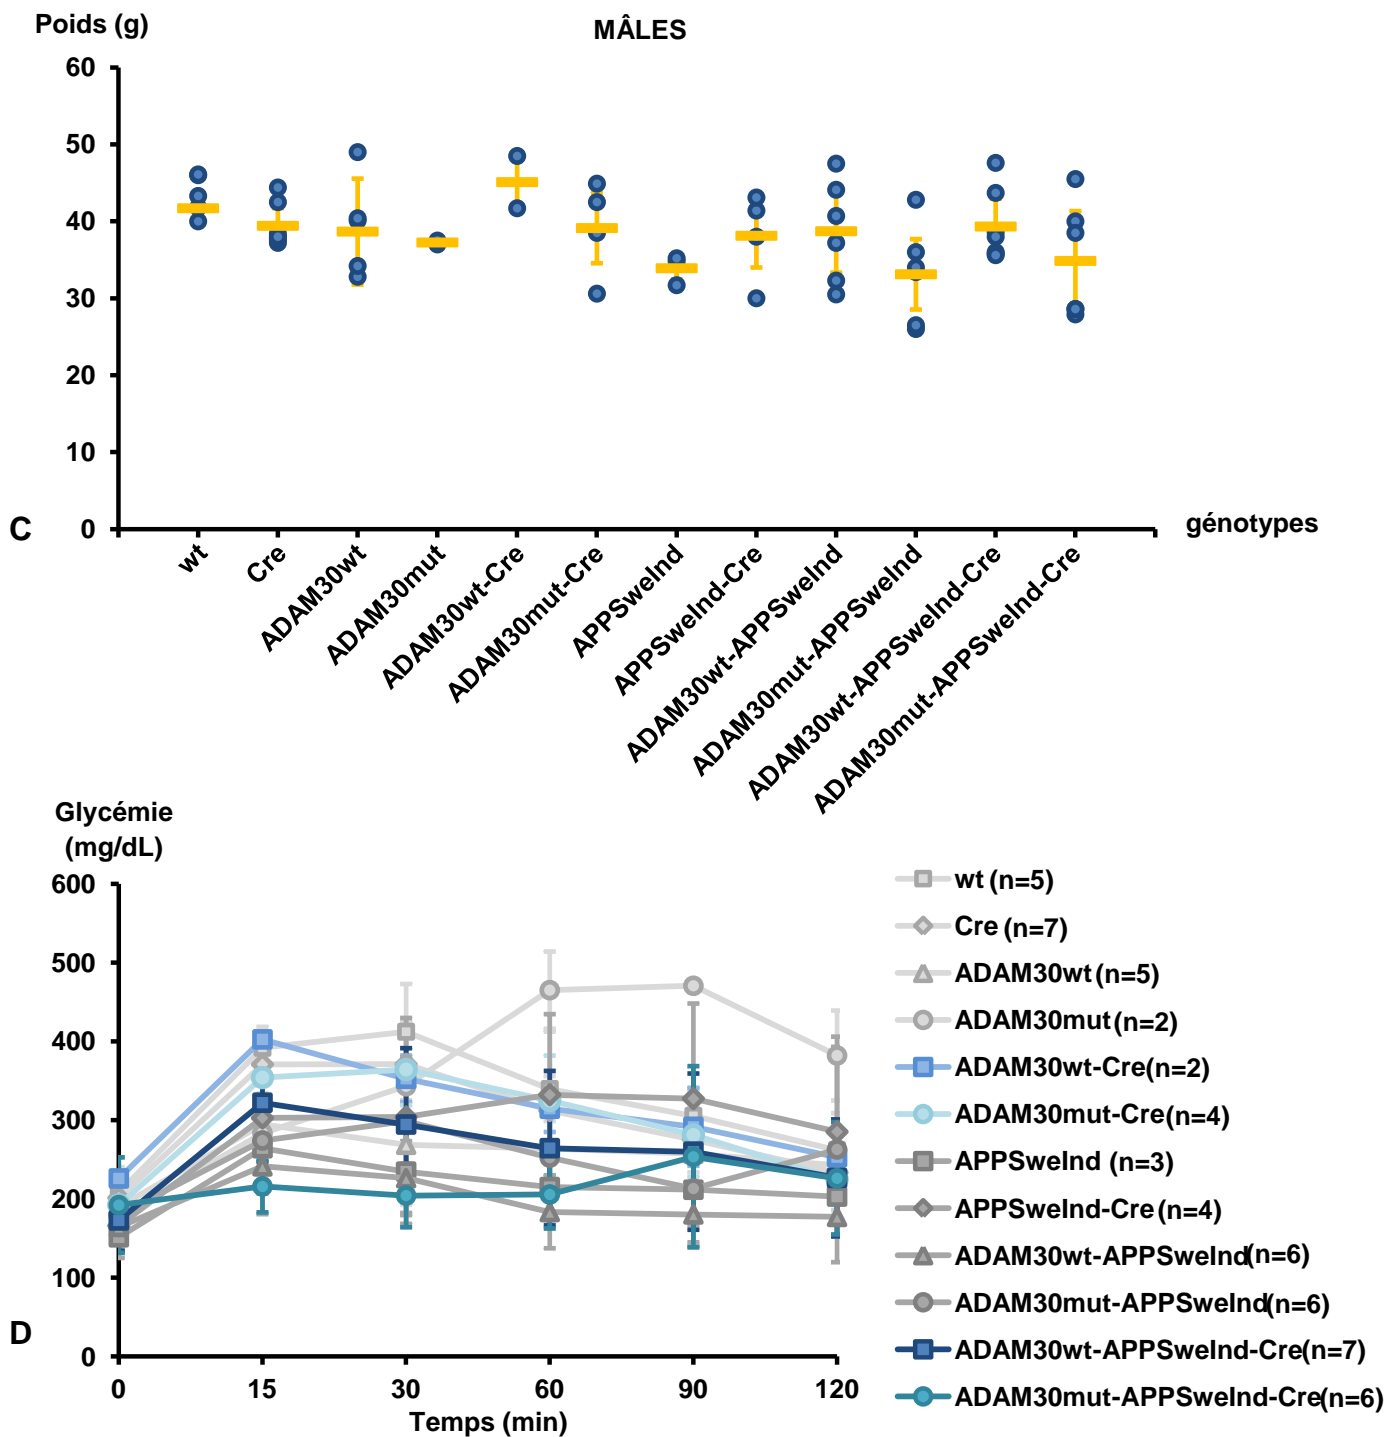 Poids (g)
MÂLES
60
50
40
30
20
10
0
C
génotypes
wt
Cre
ADAM30wt
ADAM30mut
ADAM30wt-Cre
ADAM30mut-Cre
APPSweInd
APPSweInd-Cre
ADAM30wt-APPSweInd
ADAM30mut-APPSweInd
ADAM30wt-APPSweInd-Cre
ADAM30mut-APPSweInd-Cre
Glycémie
(mg/dL)
600
500
400
300
200
100
0
D
0 15 30 60 90 120
Temps (min)
wt (n=5)
Cre (n=7)
ADAM30wt (n=5)
ADAM30mut (n=2)
ADAM30wt-Cre(n=2)
ADAM30mut-Cre(n=4)
APPSweInd (n=3)
APPSweInd-Cre (n=4)
ADAM30wt-APPSweInd(n=6)
ADAM30mut-APPSweInd(n=6)
ADAM30wt-APPSweInd-Cre(n=7)
ADAM30mut-APPSweInd-Cre(n=6)